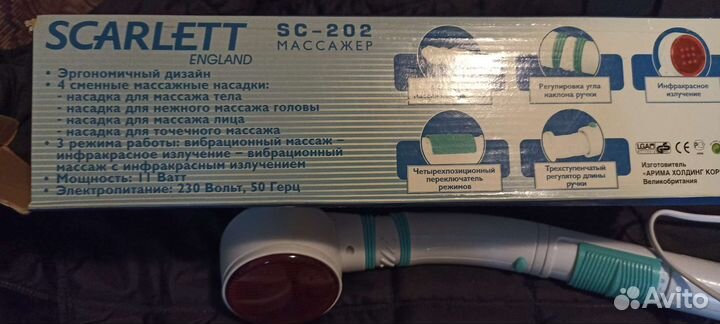 SCARLETT
ENGLAND
SC-202
МАССАЖЕР
• Эргономичный дизайн
• 4 сменные массажные насадки:
- насадка для массажа тела
- насадка для нежного массажа головы
- насадка для массажа лица
- насадка для точечного массажа
• 3 режима работы: вибрационный массаж –
инфракрасное излучение – вибрационный
массаж с инфракрасным излучением
• Мощность: 11 Ватт
• Электропитание: 230 Вольт, 50 Герц
Регулировка угла
наклона ручки
Инфракрасное
излучение
Четырехпозиционный
переключатель
режимов
Трехступенчатый
регулятор длины
ручки
LGAI
CE
Изготовитель
«АРИМА ХОЛДИНГ КОР
Великобритания
Avito